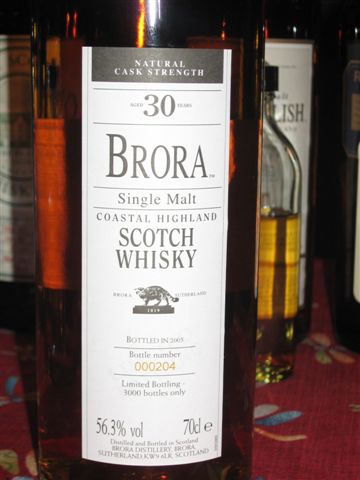 NATURAL
CASK STRENGTH
AGED 30 YEARS
BRORA TM
Single Malt
COASTAL HIGHLAND
SCOTCH
WHISKY
BRORA SUTHERLAND
1819
BOTTLED IN 2005
Bottle number
000204
Limited Bottling -
3000 bottles only
56.3% vol 70cl e
Distilled and Bottled in Scotland
BRORA DISTILLERY, BRORA,
SUTHERLAND, KW9 6LR, SCOTLAND
LISH